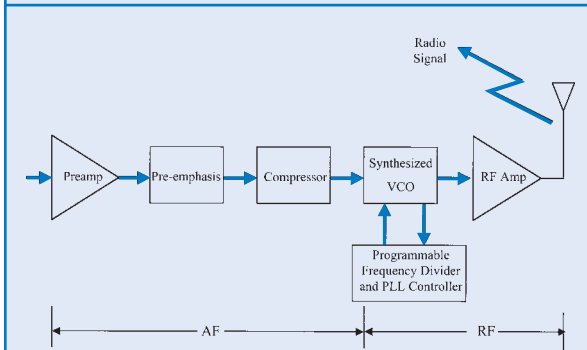 Radio
Signal
Preamp
Pre-emphasis
Compressor
Synthesized
VCO
RF Amp
Programmable
Frequency Divider
and PLL Controller
AF
RF